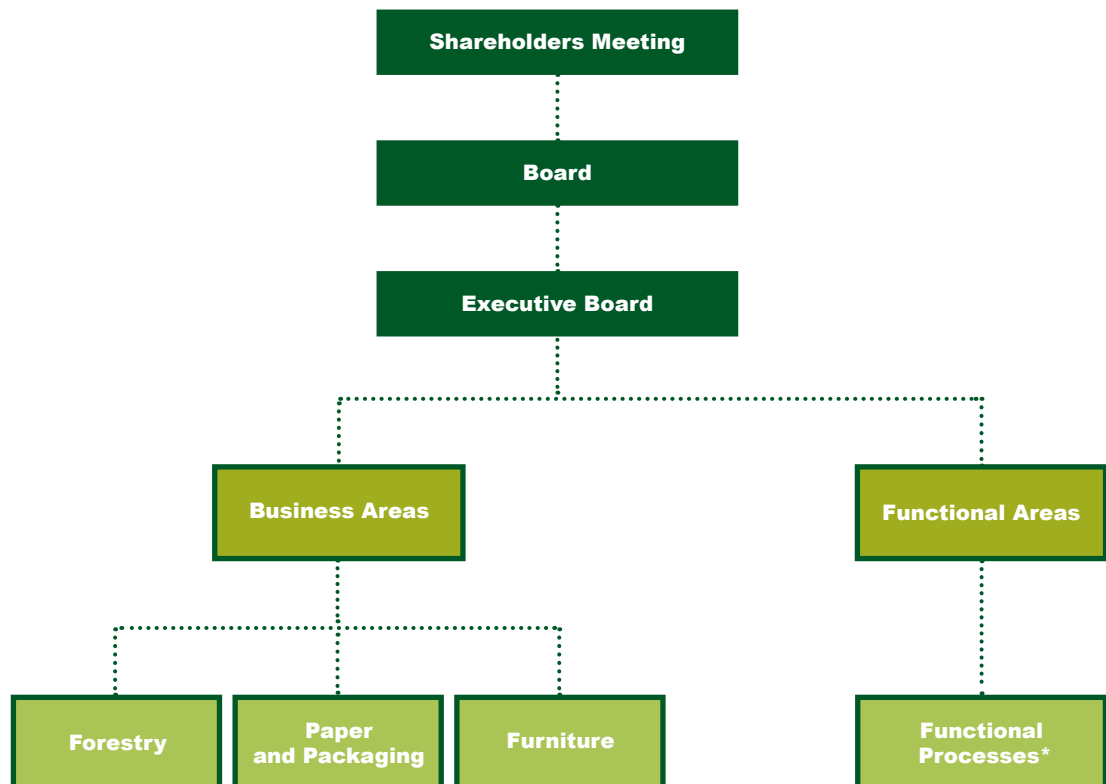 Shareholders Meeting
Board
Executive Board
Business Areas
Functional Areas
Forestry
Paper
and Packaging
Furniture
Functional
Processes*